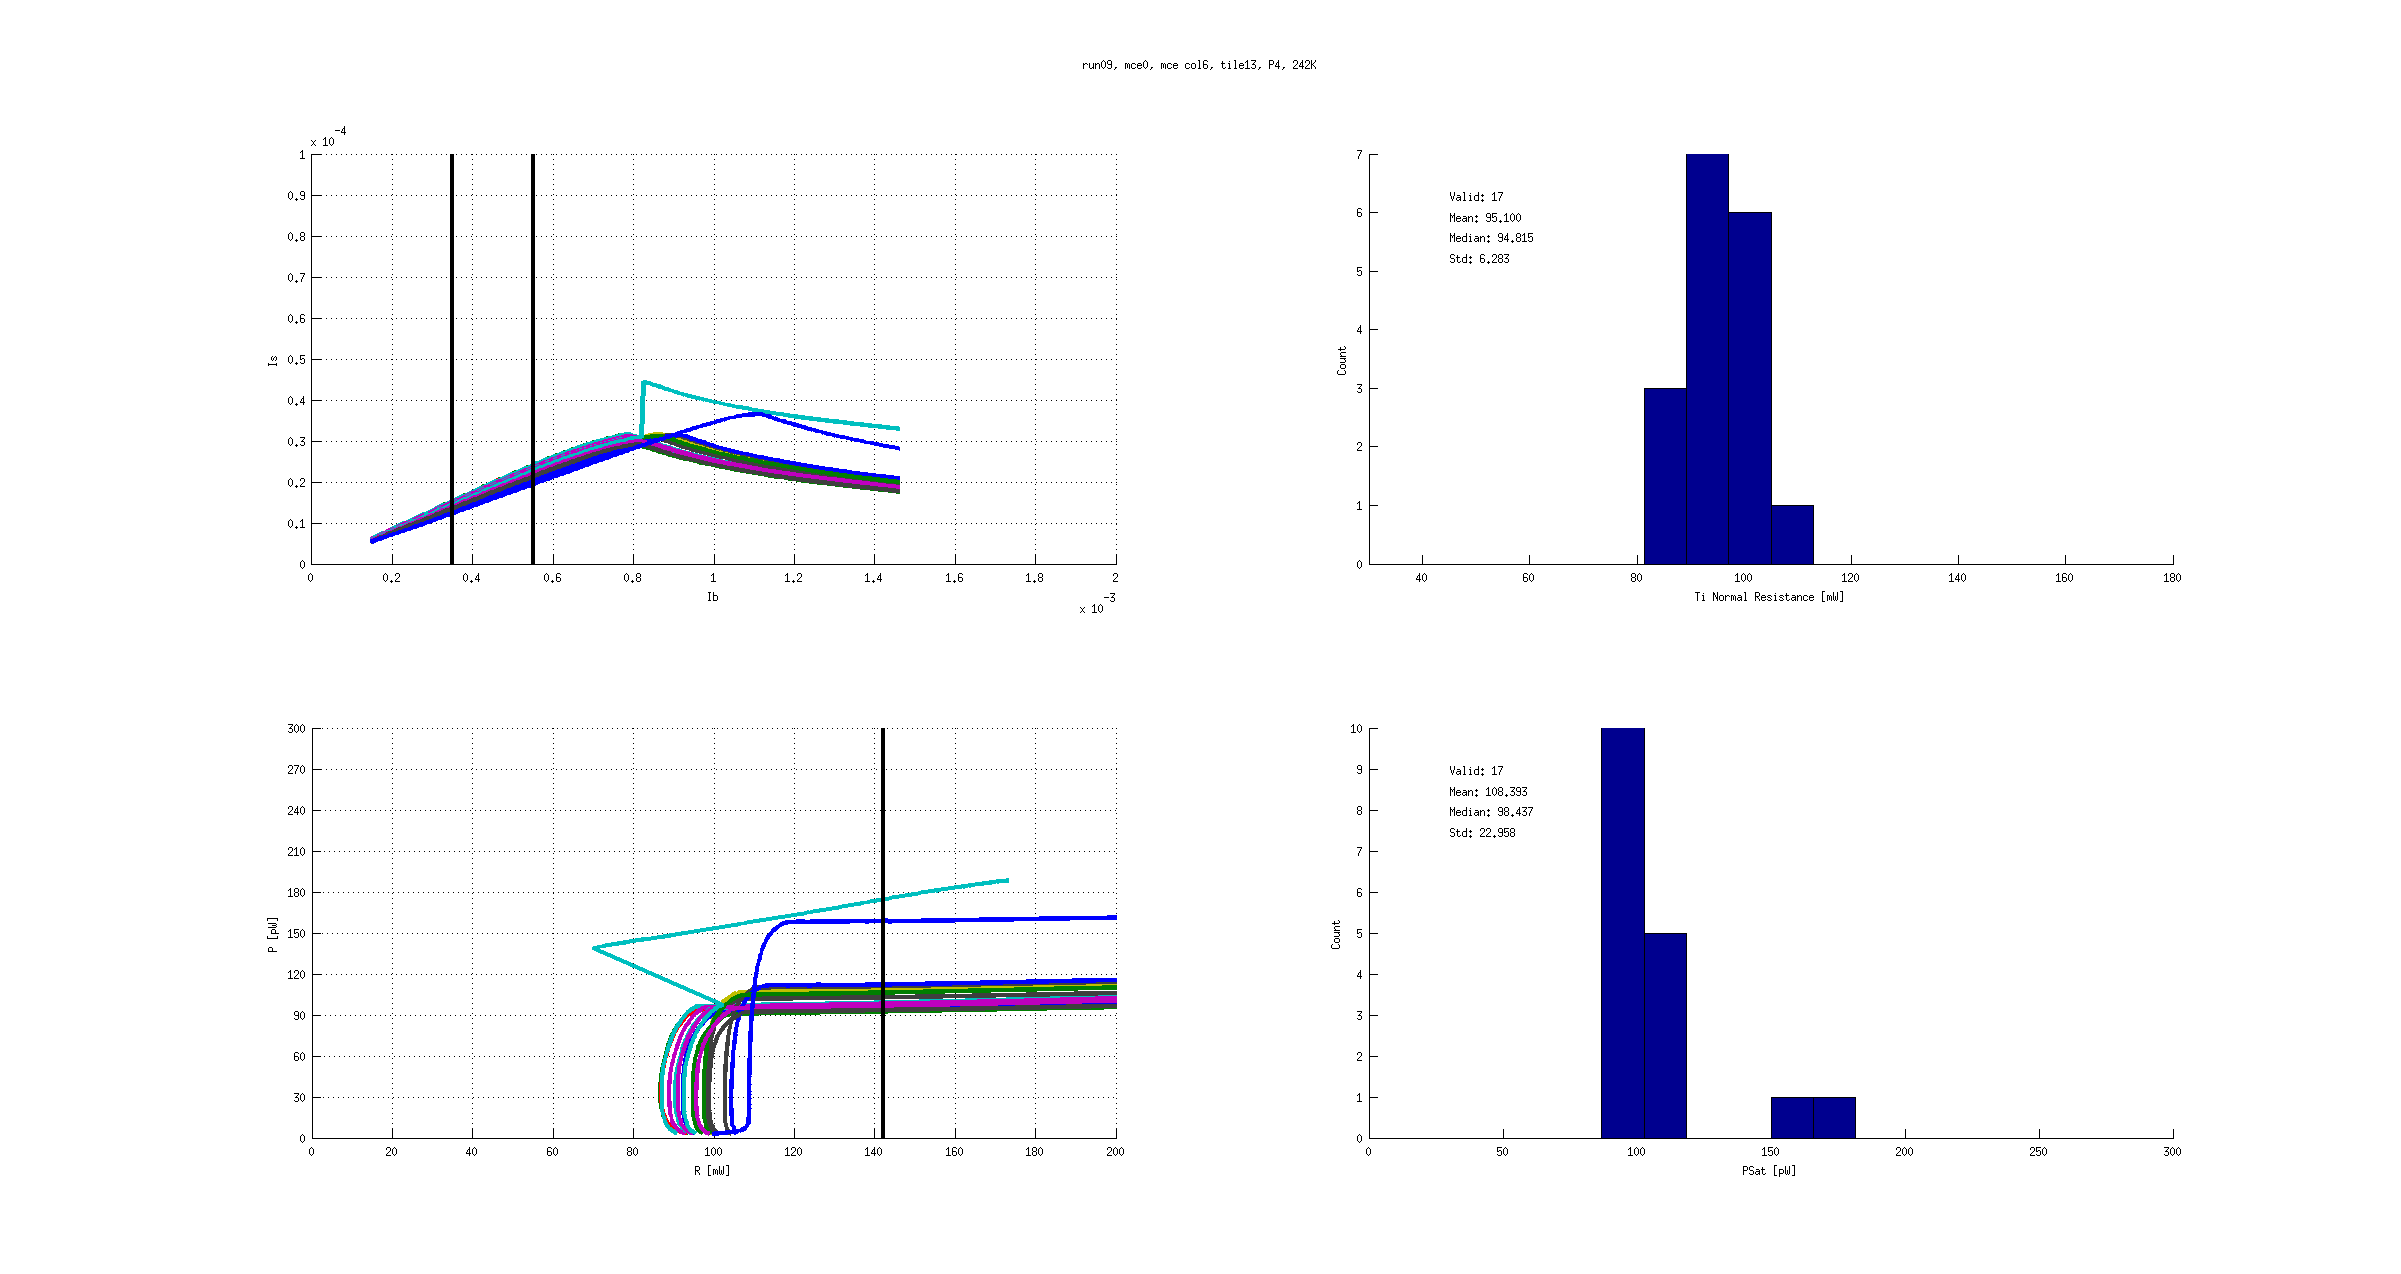 run09, mce0, mce col6, tile13, P4, 242K
x 10
-4
1
0.9
0.8
0.7
0.6
0.5
0.4
0.3
0.2
0.1
0
Is
0 0.2 0.4 0.6 0.8 1 1.2 1.4 1.6 1.8 2
Ib
x 10
-3
7
6
5
4
3
2
1
0
Count
Valid: 17
Mean: 95.100
Median: 94.815
Std: 6.283
40 60 80 100 120 140 160 180
Ti Normal Resistance [mW]
300
270
240
210
180
150
120
90
60
30
0
P [pW]
0 20 40 60 80 100 120 140 160 180 200
R [mW]
10
9
8
7
6
5
4
3
2
1
0
Count
Valid: 17
Mean: 108.393
Median: 98.437
Std: 22.958
0 50 100 150 200 250 300
PSat [pW]